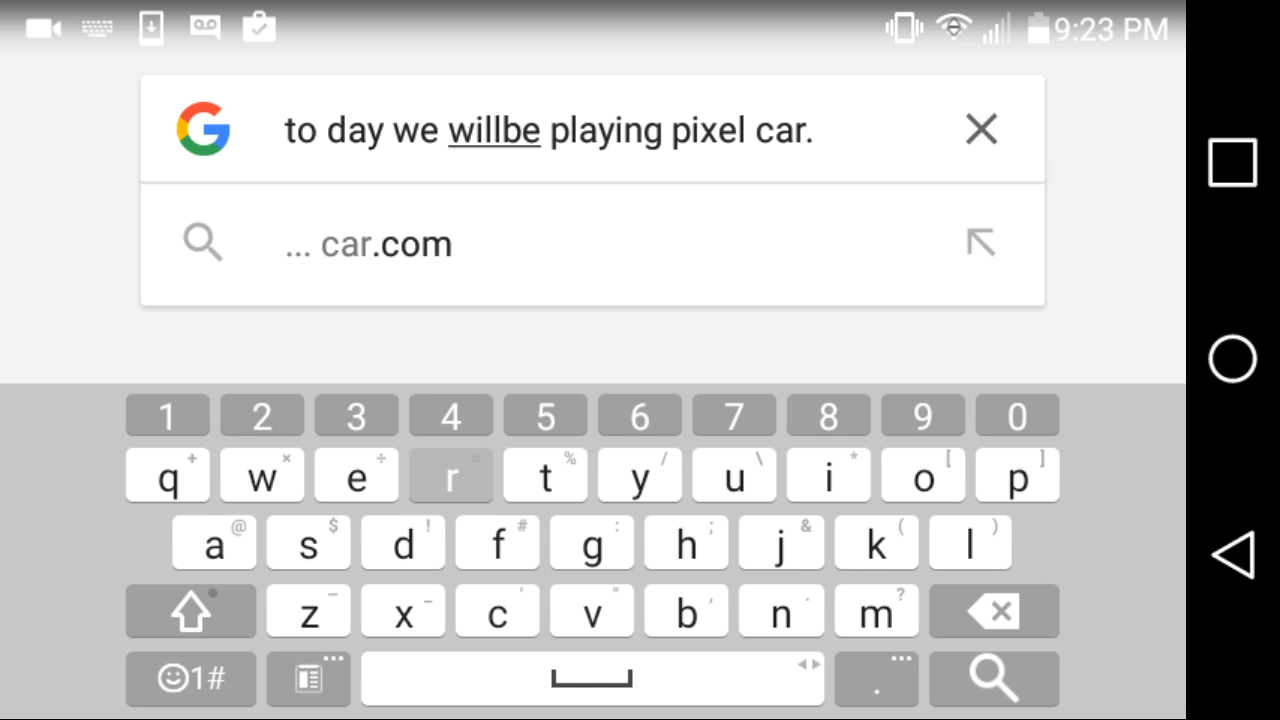 9:23 PM
to day we willbe playing pixel car.
... car.com
1 2 3 4 5 6 7 8 9 0
q + w × e ÷ r = t % y / u \ i * o [ p ]
a @ s $ d ! f # g : h ; j & k ( l )
z - x _ c ' v " b , n . m ?
1# ... .